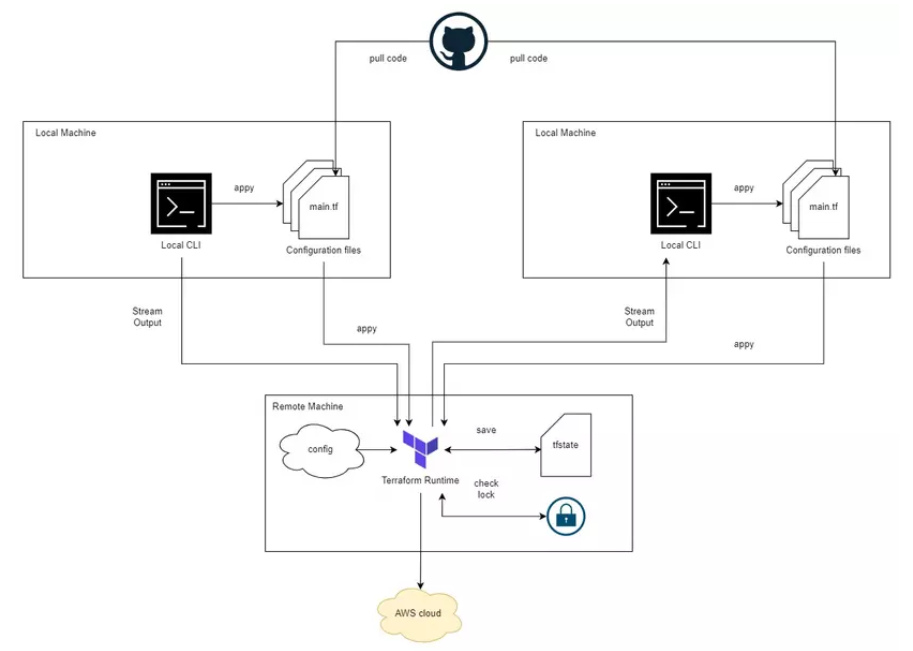 pull code
pull code
Local Machine
appy
main.tf
Local CLI
Configuration files
Local Machine
appy
main.tf
Local CLI
Configuration files
Stream
Output
appy
Stream
Output
appy
Remote Machine
config
save
tfstate
Terraform Runtime
check
lock
AWS cloud